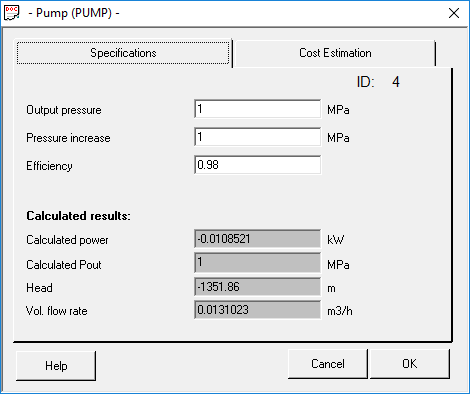 DOC
- Pump (PUMP) -
Specifications
Cost Estimation
ID: 4
Output pressure 1 MPa
Pressure increase 1 MPa
Efficiency 0.98
Calculated results:
Calculated power -0.0108521 kW
Calculated Pout 1 MPa
Head -1351.86 m
Vol. flow rate 0.0131023 m3/h
Help
Cancel
OK